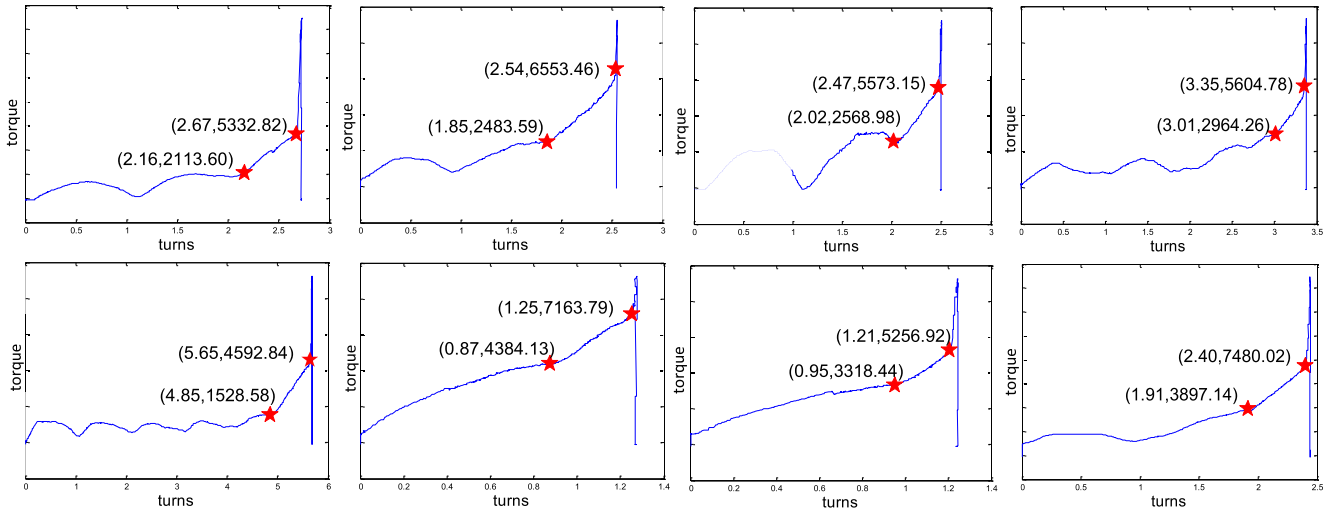 torque
(2.67,5332.82)
(2.16,2113.60)
0 0.5 1 1.5 2 2.5 3
turns
(2.54,6553.46)
(1.85,2483.59)
0 0.5 1 1.5 2 2.5 3
turns
torque
(2.47,5573.15)
(2.02,2568.98)
0 0.5 1 1.5 2 2.5 3
turns
(3.35,5604.78)
(3.01,2964.26)
0 0.5 1 1.5 2 2.5 3 3.5
turns
torque
(5.65,4592.84)
(4.85,1528.58)
0 1 2 3 4 5 6
turns
(1.25,7163.79)
(0.87,4384.13)
0 0.2 0.4 0.6 0.8 1 1.2 1.4
turns
torque
(1.21,5256.92)
(0.95,3318.44)
0 0.2 0.4 0.6 0.8 1 1.2 1.4
turns
torque
(2.40,7480.02)
(1.91,3897.14)
0 0.5 1 1.5 2 2.5
turns